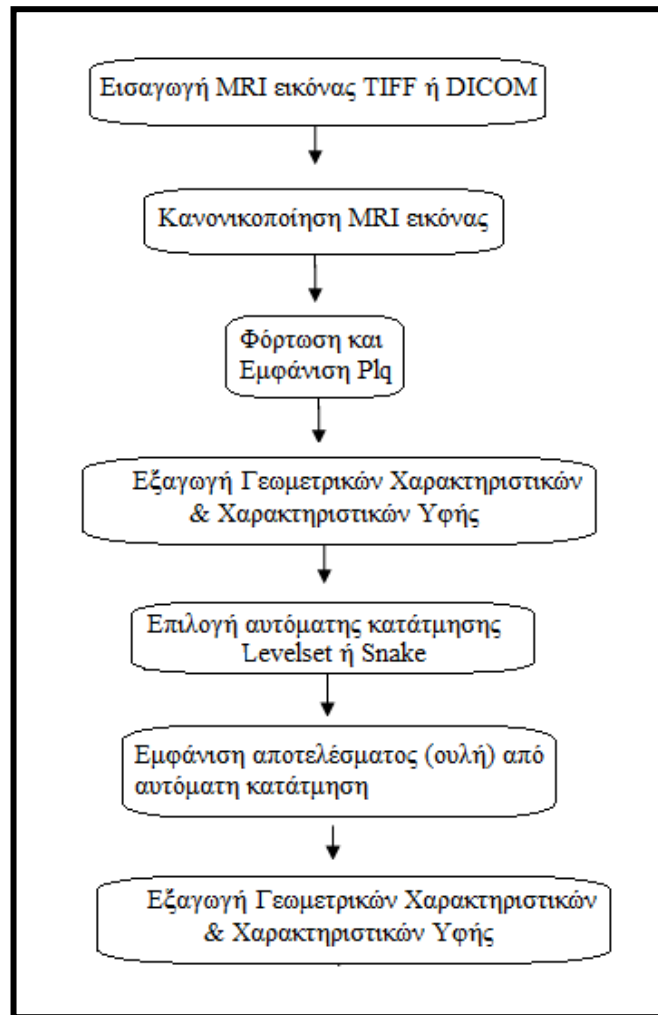 Εισαγωγή MRI εικόνας TIFF ή DICOM
Κανονικοποίηση MRI εικόνας
Φόρτωση και
Εμφάνιση Plq
Εξαγωγή Γεωμετρικών Χαρακτηριστικών
& Χαρακτηριστικών Υφής
Επιλογή αυτόματης κατάτμησης
Levelset ή Snake
Εμφάνιση αποτελέσματος (ουλή) από
αυτόματη κατάτμηση
Εξαγωγή Γεωμετρικών Χαρακτηριστικών
& Χαρακτηριστικών Υφής